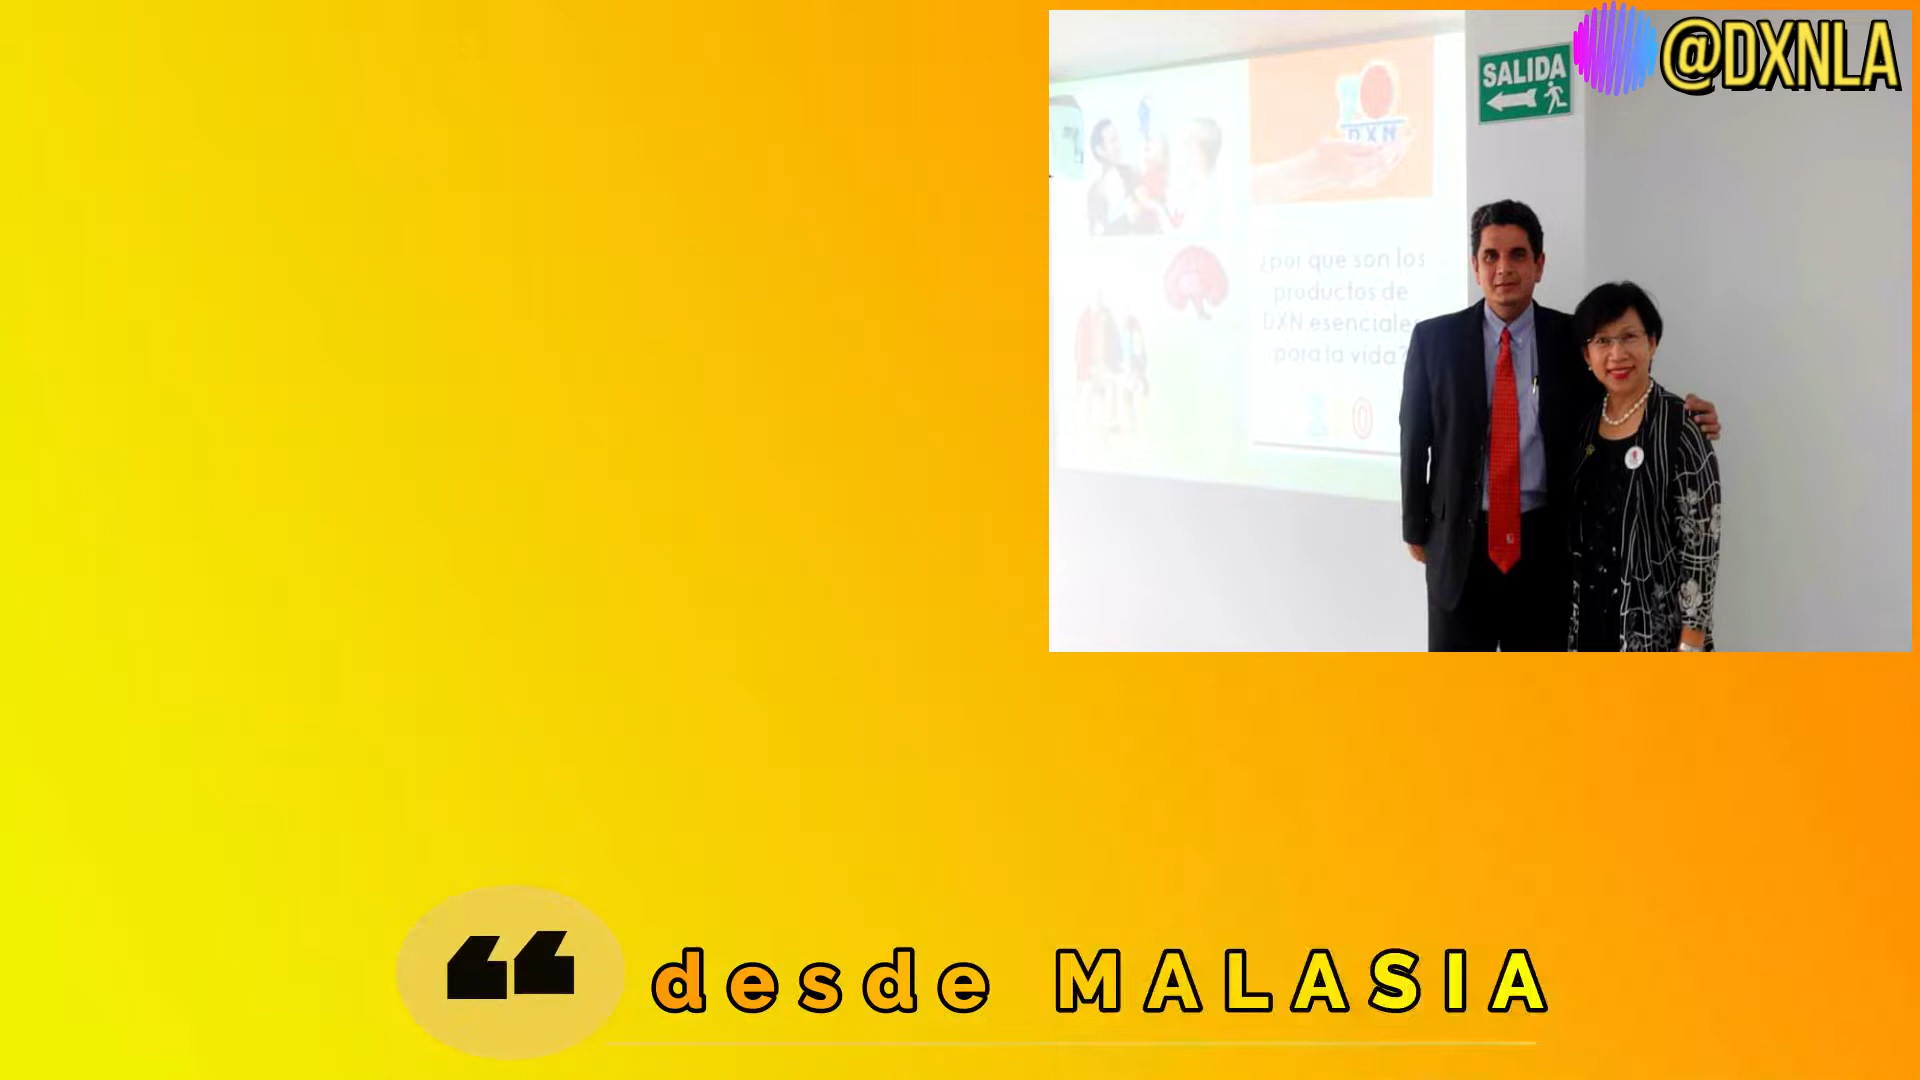 @DXNLA
SALIDA
DXN
¿por que son los
productos de
DXN esenciales
para la vida?
“ desde MALASIA